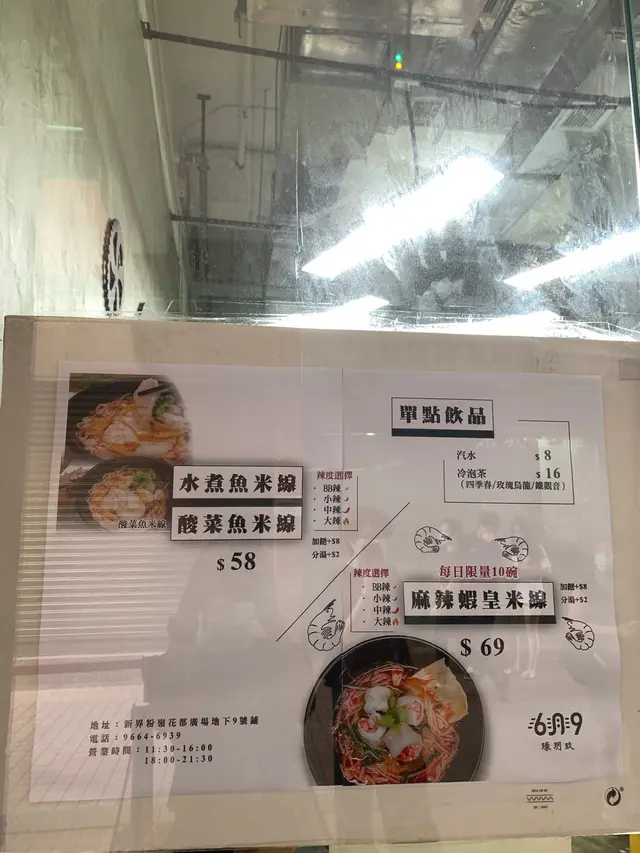 單點飲品
汽水 $ 8
冷泡茶 $ 16
(四季春/玫瑰烏龍/鐵觀音)
水煮魚米線
酸菜魚米線
酸菜魚米線
$ 58
辣度選擇
· BB辣
· 小辣
· 中辣
· 大辣
加麵+$8
分湯+$2
每日限量10碗
麻辣蝦皇米線
$ 69
辣度選擇
· BB辣
· 小辣
· 中辣
· 大辣
加麵+$8
分湯+$2
地址：新界粉嶺花都廣場地下9號鋪
電話：9664-6939
營業時間：11:30-16:00
18:00-21:30
6月9